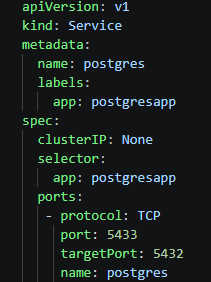 apiVersion: v1
kind: Service
metadata:
  name: postgres
  labels:
    app: postgresapp
spec:
  clusterIP: None
  selector:
    app: postgresapp
  ports:
   - protocol: TCP
     port: 5433
     targetPort: 5432
     name: postgres